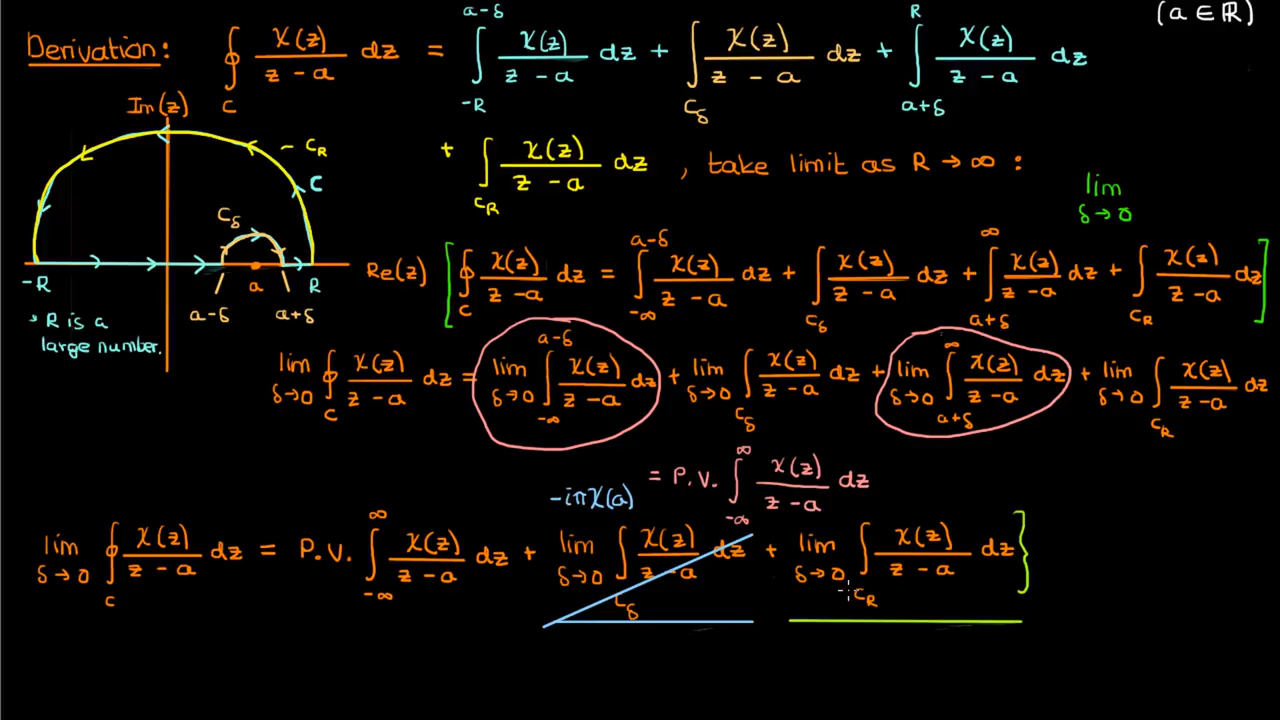 (a ∈ ℝ)
Derivation: ∮_C χ(z)/(z − a) dz = ∫_{−R}^{a−δ} χ(z)/(z − a) dz + ∫_{C_δ} χ(z)/(z − a) dz + ∫_{a+δ}^{R} χ(z)/(z − a) dz
+ ∫_{C_R} χ(z)/(z − a) dz , take limit as R → ∞ :
Im(z)
− C_R
C
C_δ
Re(z)
−R
a
R
a−δ
a+δ
* R is a
large number.
lim_{δ→0}
[ ∮_C χ(z)/(z − a) dz = ∫_{−∞}^{a−δ} χ(z)/(z − a) dz + ∫_{C_δ} χ(z)/(z − a) dz + ∫_{a+δ}^{∞} χ(z)/(z − a) dz + ∫_{C_R} χ(z)/(z − a) dz ]
lim_{δ→0} ∮_C χ(z)/(z − a) dz = lim_{δ→0} ∫_{−∞}^{a−δ} χ(z)/(z − a) dz + lim_{δ→0} ∫_{C_δ} χ(z)/(z − a) dz + lim_{δ→0} ∫_{a+δ}^{∞} χ(z)/(z − a) dz + lim_{δ→0} ∫_{C_R} χ(z)/(z − a) dz
= P.V. ∫_{−∞}^{∞} χ(z)/(z − a) dz
−iπχ(a)
lim_{δ→0} ∮_C χ(z)/(z − a) dz = P.V. ∫_{−∞}^{∞} χ(z)/(z − a) dz + lim_{δ→0} ∫_{C_δ} χ(z)/(z − a) dz + lim_{δ→0} ∫_{C_R} χ(z)/(z − a) dz }